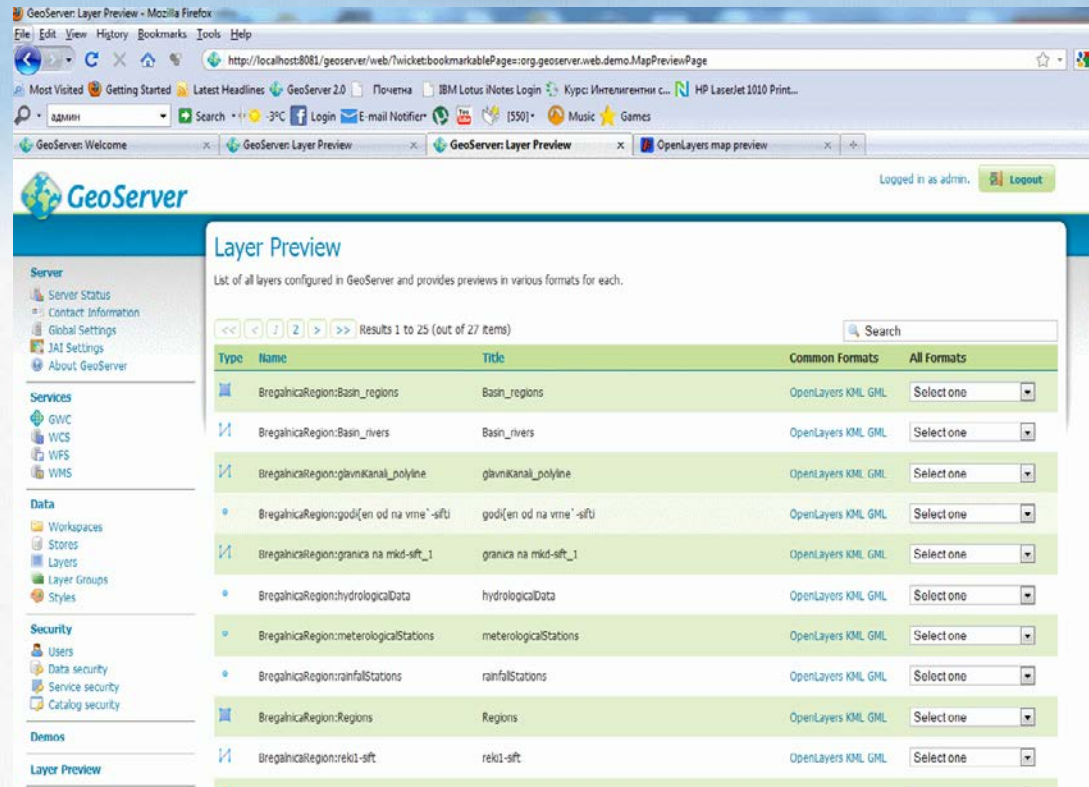 GeoServer: Layer Preview - Mozilla Firefox
File Edit View History Bookmarks Tools Help
http://localhost:8081/geoserver/web/?wicket:bookmarkablePage=:org.geoserver.web.demo.MapPreviewPage
Most Visited Getting Started Latest Headlines GeoServer 2.0 Почетна IBM Lotus iNotes Login Курс: Интелигентни с... HP LaserJet 1010 Print...
админ Search -3°C Login E-mail Notifier [550] Music Games
GeoServer: Welcome GeoServer: Layer Preview GeoServer: Layer Preview OpenLayers map preview
GeoServer
Logged in as admin. Logout
Server
Server Status
Contact Information
Global Settings
JAI Settings
About GeoServer
Services
GWC
WCS
WFS
WMS
Data
Workspaces
Stores
Layers
Layer Groups
Styles
Security
Users
Data security
Service security
Catalog security
Demos
Layer Preview
Layer Preview
List of all layers configured in GeoServer and provides previews in various formats for each.
<< < 1 2 > >> Results 1 to 25 (out of 27 items) Search
Type Name Title Common Formats All Formats
BregalnicaRegion:Basin_regions Basin_regions OpenLayers KML GML Select one
BregalnicaRegion:Basin_rivers Basin_rivers OpenLayers KML GML Select one
BregalnicaRegion:glavniKanali_polyline glavniKanali_polyline OpenLayers KML GML Select one
BregalnicaRegion:godi{en od na vrne`-sifti godi{en od na vrne`-sifti OpenLayers KML GML Select one
BregalnicaRegion:granica na mkd-sift_1 granica na mkd-sift_1 OpenLayers KML GML Select one
BregalnicaRegion:hydrologicalData hydrologicalData OpenLayers KML GML Select one
BregalnicaRegion:meterologicalStations meterologicalStations OpenLayers KML GML Select one
BregalnicaRegion:rainfallStations rainfallStations OpenLayers KML GML Select one
BregalnicaRegion:Regions Regions OpenLayers KML GML Select one
BregalnicaRegion:reki1-sift reki1-sift OpenLayers KML GML Select one